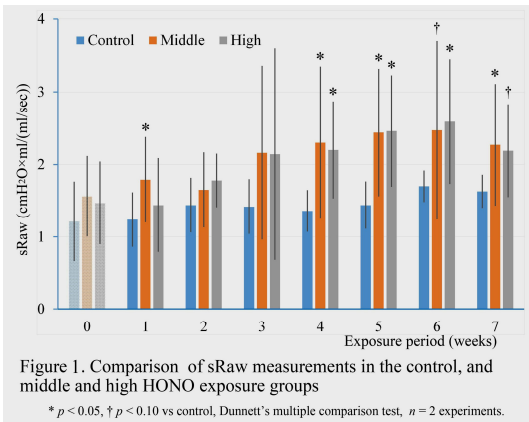 4
Control Middle High
†
* * * * * *
* * †
3
2
1
0
sRaw (cmH2O×ml/(ml/sec))
0 1 2 3 4 5 6 7
Exposure period (weeks)
Figure 1. Comparison of sRaw measurements in the control, and
middle and high HONO exposure groups
* p < 0.05, † p < 0.10 vs control, Dunnett's multiple comparison test, n = 2 experiments.